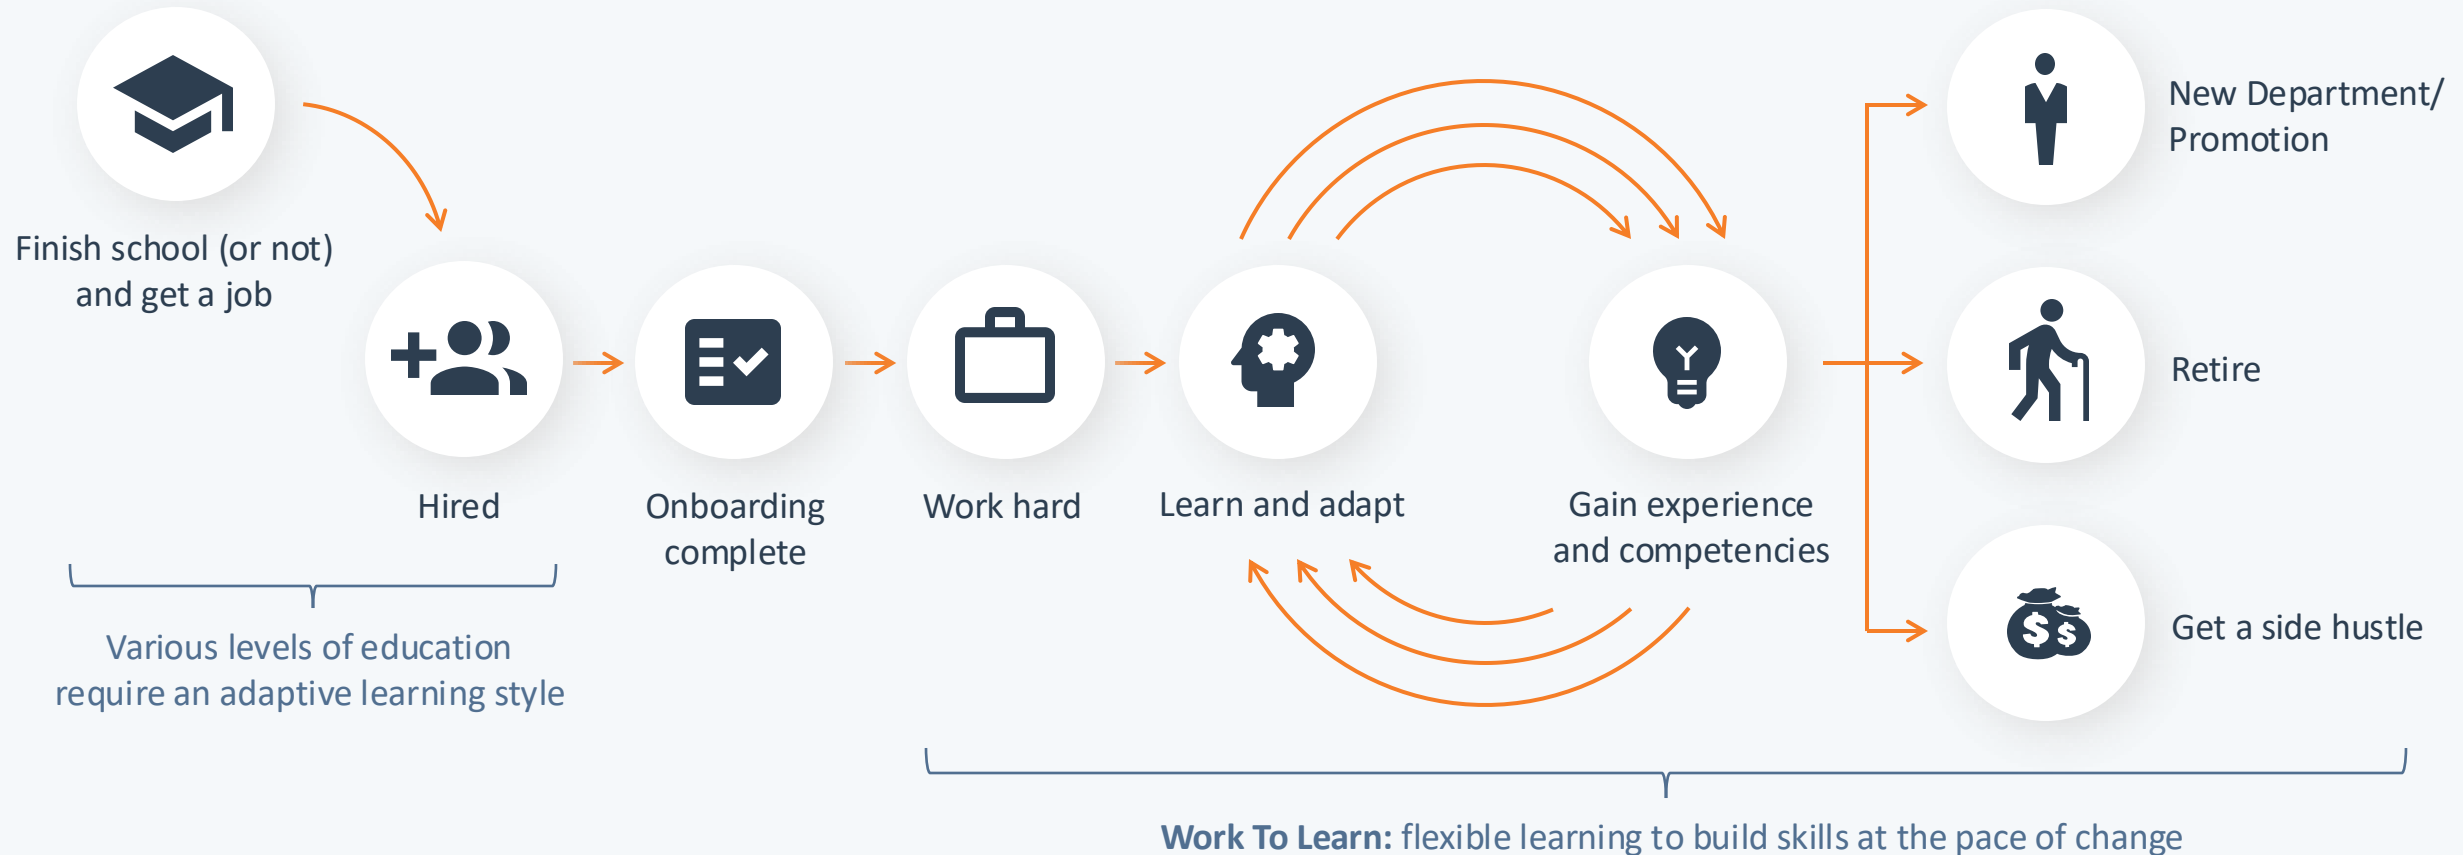 Finish school (or not)
and get a job
Hired
Onboarding
complete
Work hard
Learn and adapt
Gain experience
and competencies
New Department/
Promotion
Retire
$ $
Get a side hustle
Various levels of education
require an adaptive learning style
Work To Learn: flexible learning to build skills at the pace of change